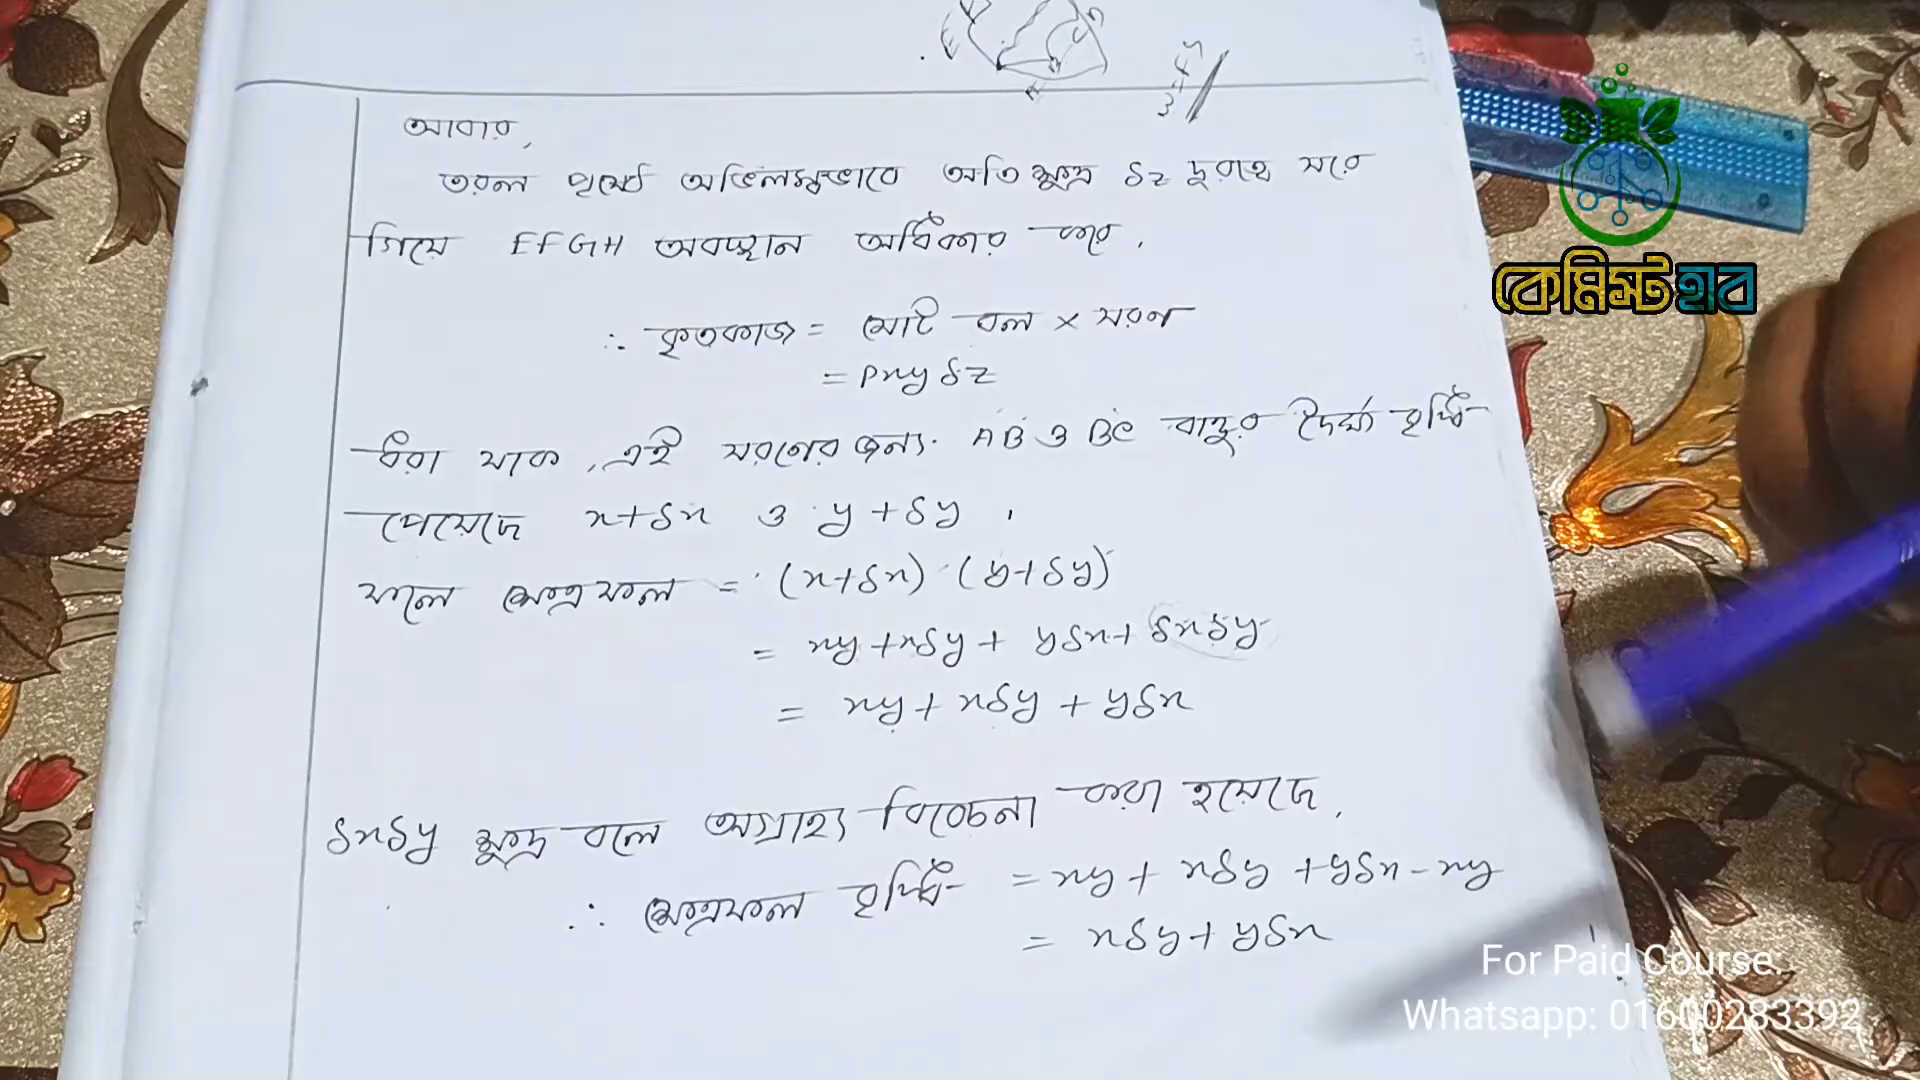 আবার,
তরল পৃষ্ঠে অভিলম্বভাবে অতি ক্ষুদ্র δz দূরত্বে সরে
গিয়ে EFGH অবস্থান অধিকার করে,
∴ কৃতকাজ = মোট বল × সরণ
= pxy δz
ধরা যাক, এই সরণের জন্য AB ও BC বাহুর দৈর্ঘ্য বৃদ্ধি
পেয়েছে x+δx ও y+δy ,
ফলে ক্ষেত্রফল = (x+δx) (y+δy)
= xy+xδy+ yδx+ δxδy
= xy+ xδy + yδx
δxδy ক্ষুদ্র বলে অগ্রাহ্য বিবেচনা করা হয়েছে,
∴ ক্ষেত্রফল বৃদ্ধি = xy+ xδy +yδx - xy
= xδy+ yδx
কেমিস্ট হাব
For Paid Course.
Whatsapp: 01600283392